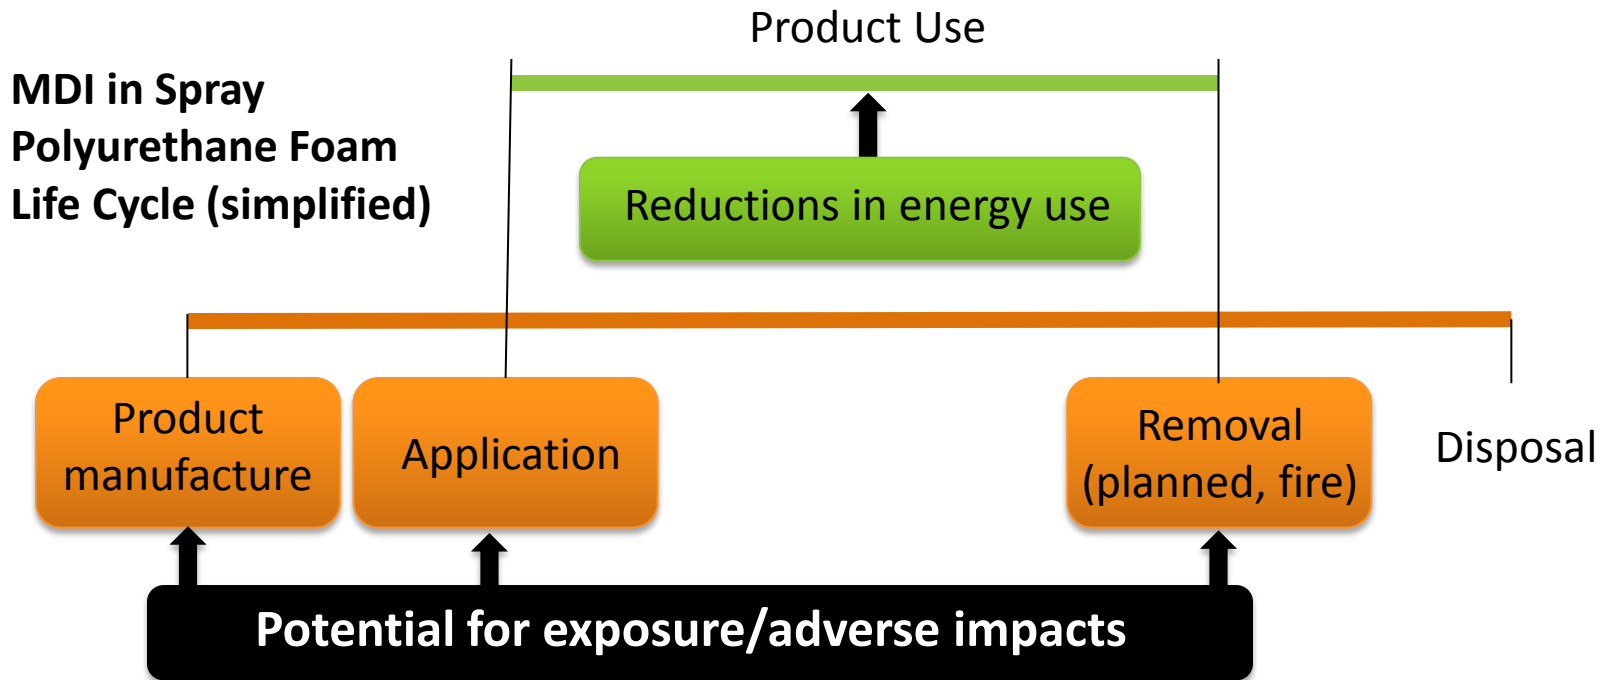 Product Use
MDI in Spray
Polyurethane Foam
Life Cycle (simplified)
Reductions in energy use
Product
manufacture
Application
Removal
(planned, fire)
Disposal
Potential for exposure/adverse impacts